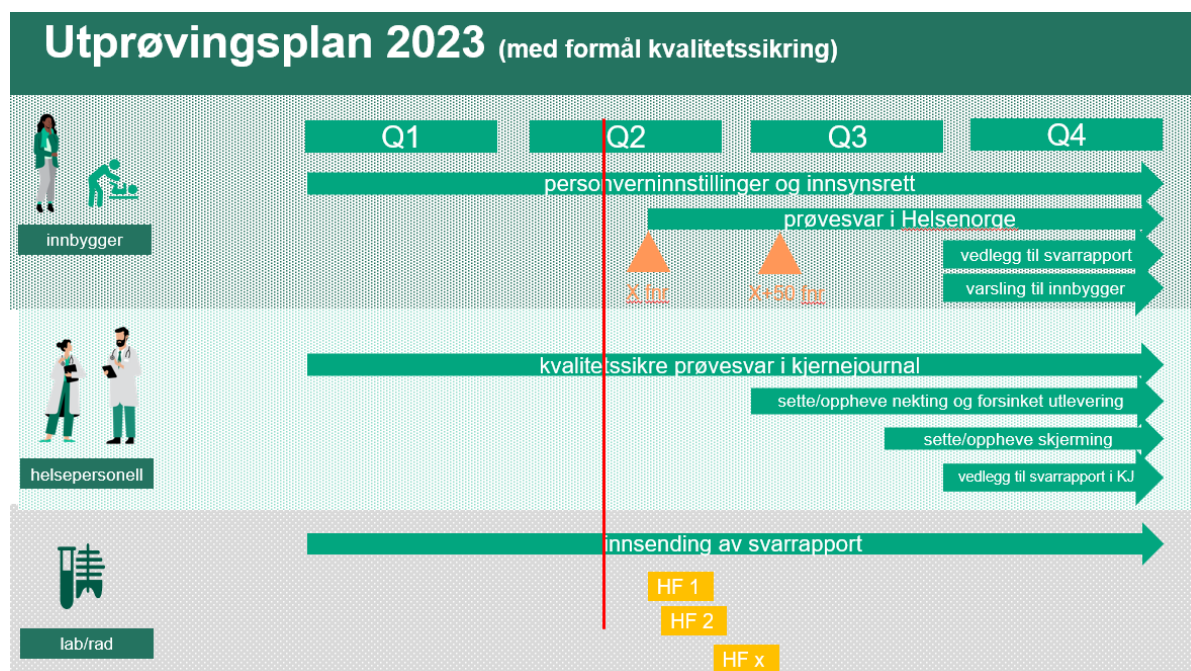 Utprøvingsplan 2023 (med formål kvalitetssikring)
Q1 Q2 Q3 Q4
personverninnstillinger og innsynsrett
prøvesvar i Helsenorge
innbygger
vedlegg til svarrapport
X fnr X+50 fnr
varsling til innbygger
kvalitetssikre prøvesvar i kjernejournal
sette/oppheve nekting og forsinket utlevering
sette/oppheve skjerming
helsepersonell
vedlegg til svarrapport i KJ
innsending av svarrapport
HF 1
HF 2
lab/rad
HF x